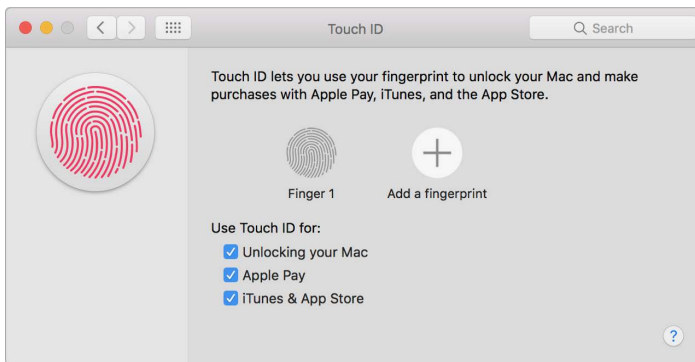 Touch ID
Search
Touch ID lets you use your fingerprint to unlock your Mac and make
purchases with Apple Pay, iTunes, and the App Store.
Finger 1
Add a fingerprint
Use Touch ID for:
Unlocking your Mac
Apple Pay
iTunes & App Store
?